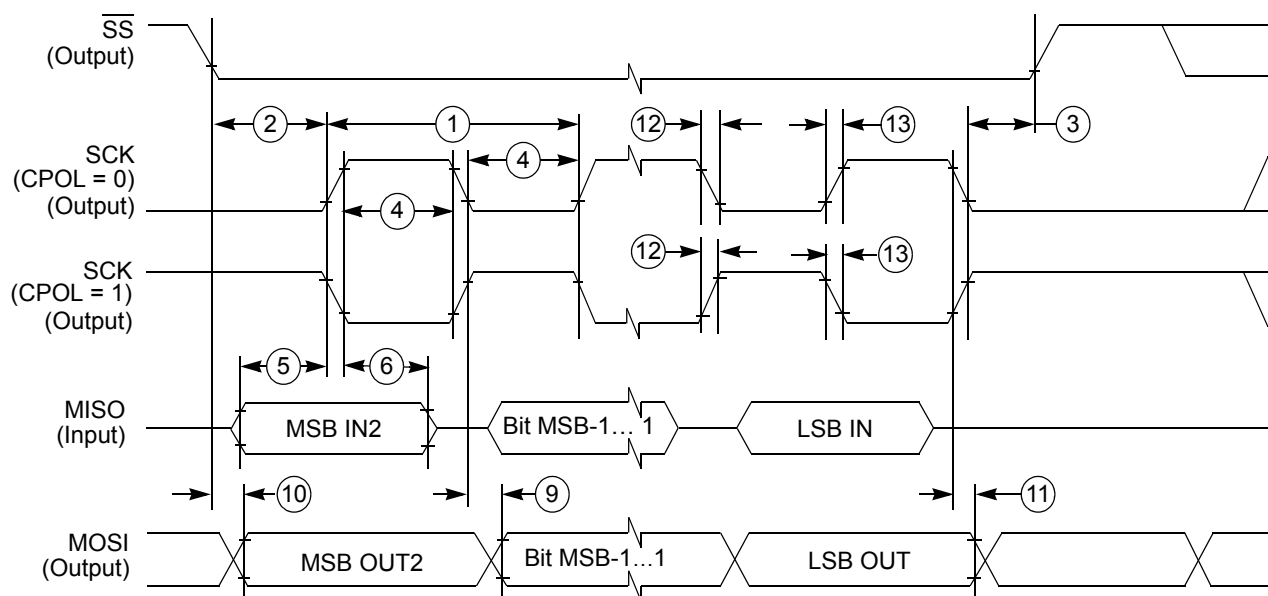 SS
(Output)
2
1
12
13
3
SCK
(CPOL = 0)
(Output)
4
4
12
13
SCK
(CPOL = 1)
(Output)
5
6
MISO
(Input)
MSB IN2
Bit MSB-1... 1
LSB IN
10
9
11
MOSI
(Output)
MSB OUT2
Bit MSB-1...1
LSB OUT